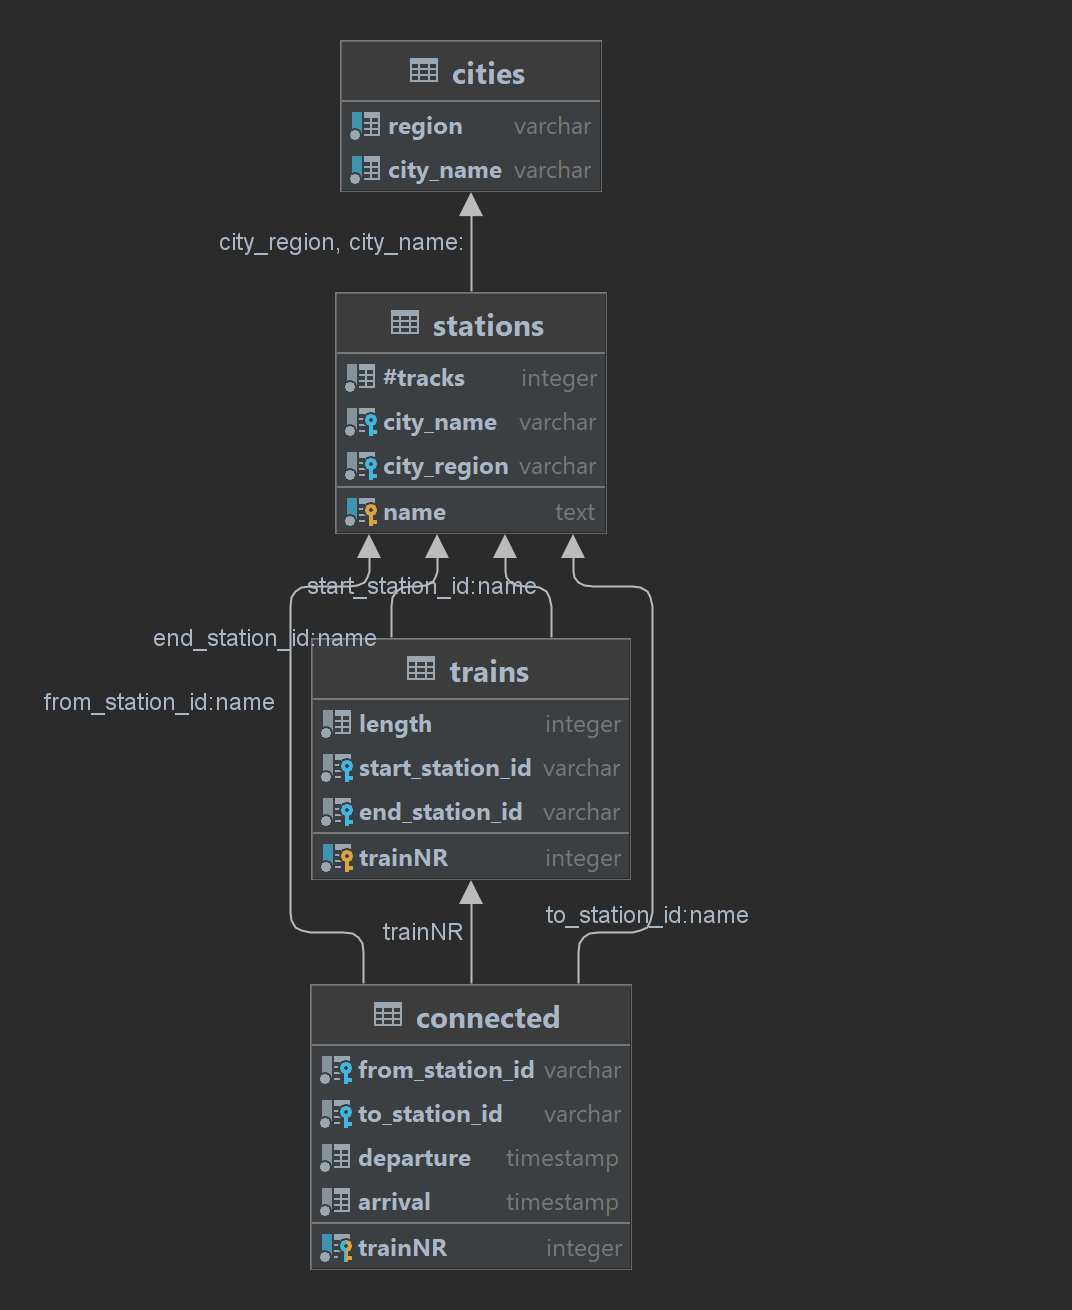 cities
region varchar
city_name varchar
city_region, city_name:
stations
#tracks integer
city_name varchar
city_region varchar
name text
start_station_id:name
end_station_id:name
from_station_id:name
trains
length integer
start_station_id varchar
end_station_id varchar
trainNR integer
to_station_id:name
trainNR
connected
from_station_id varchar
to_station_id varchar
departure timestamp
arrival timestamp
trainNR integer